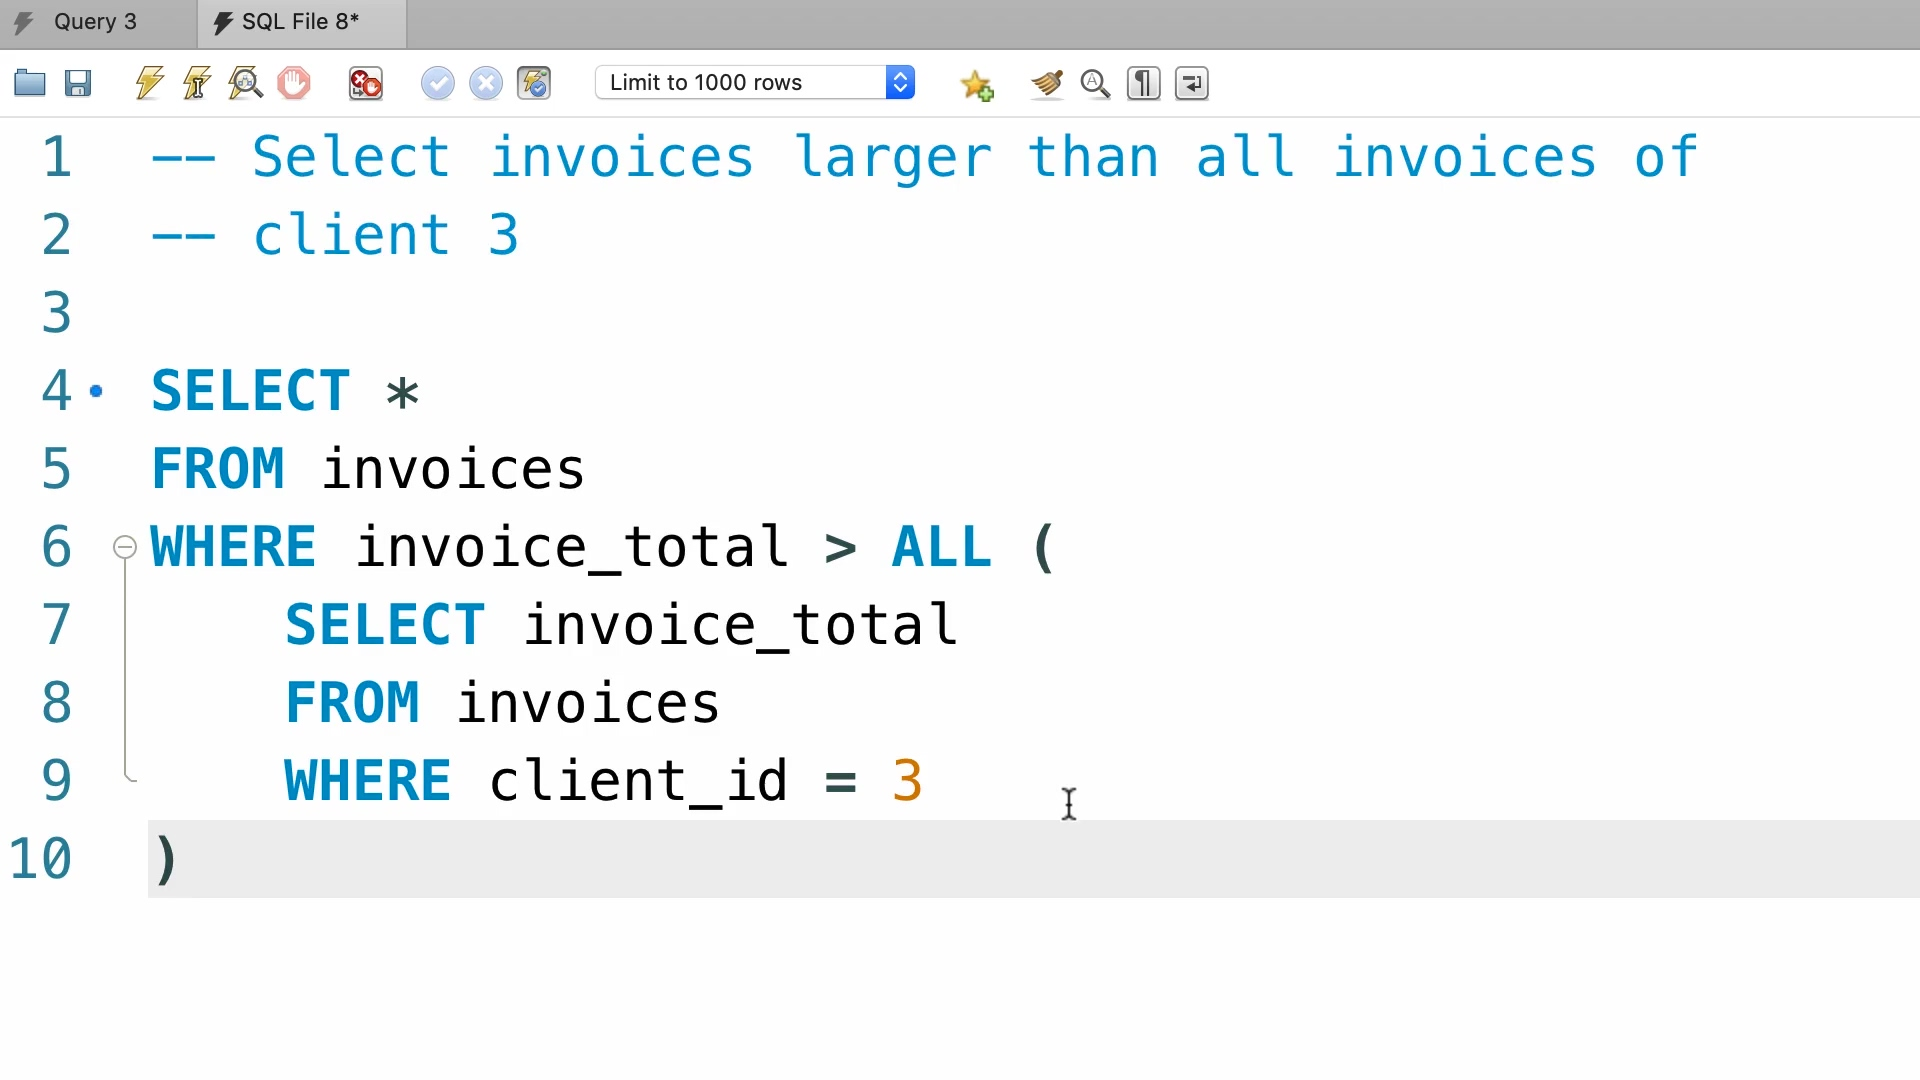 Query 3
SQL File 8*
Limit to 1000 rows
1 -- Select invoices larger than all invoices of
2 -- client 3
3
4 SELECT *
5 FROM invoices
6 WHERE invoice_total > ALL (
7 SELECT invoice_total
8 FROM invoices
9 WHERE client_id = 3
10 )